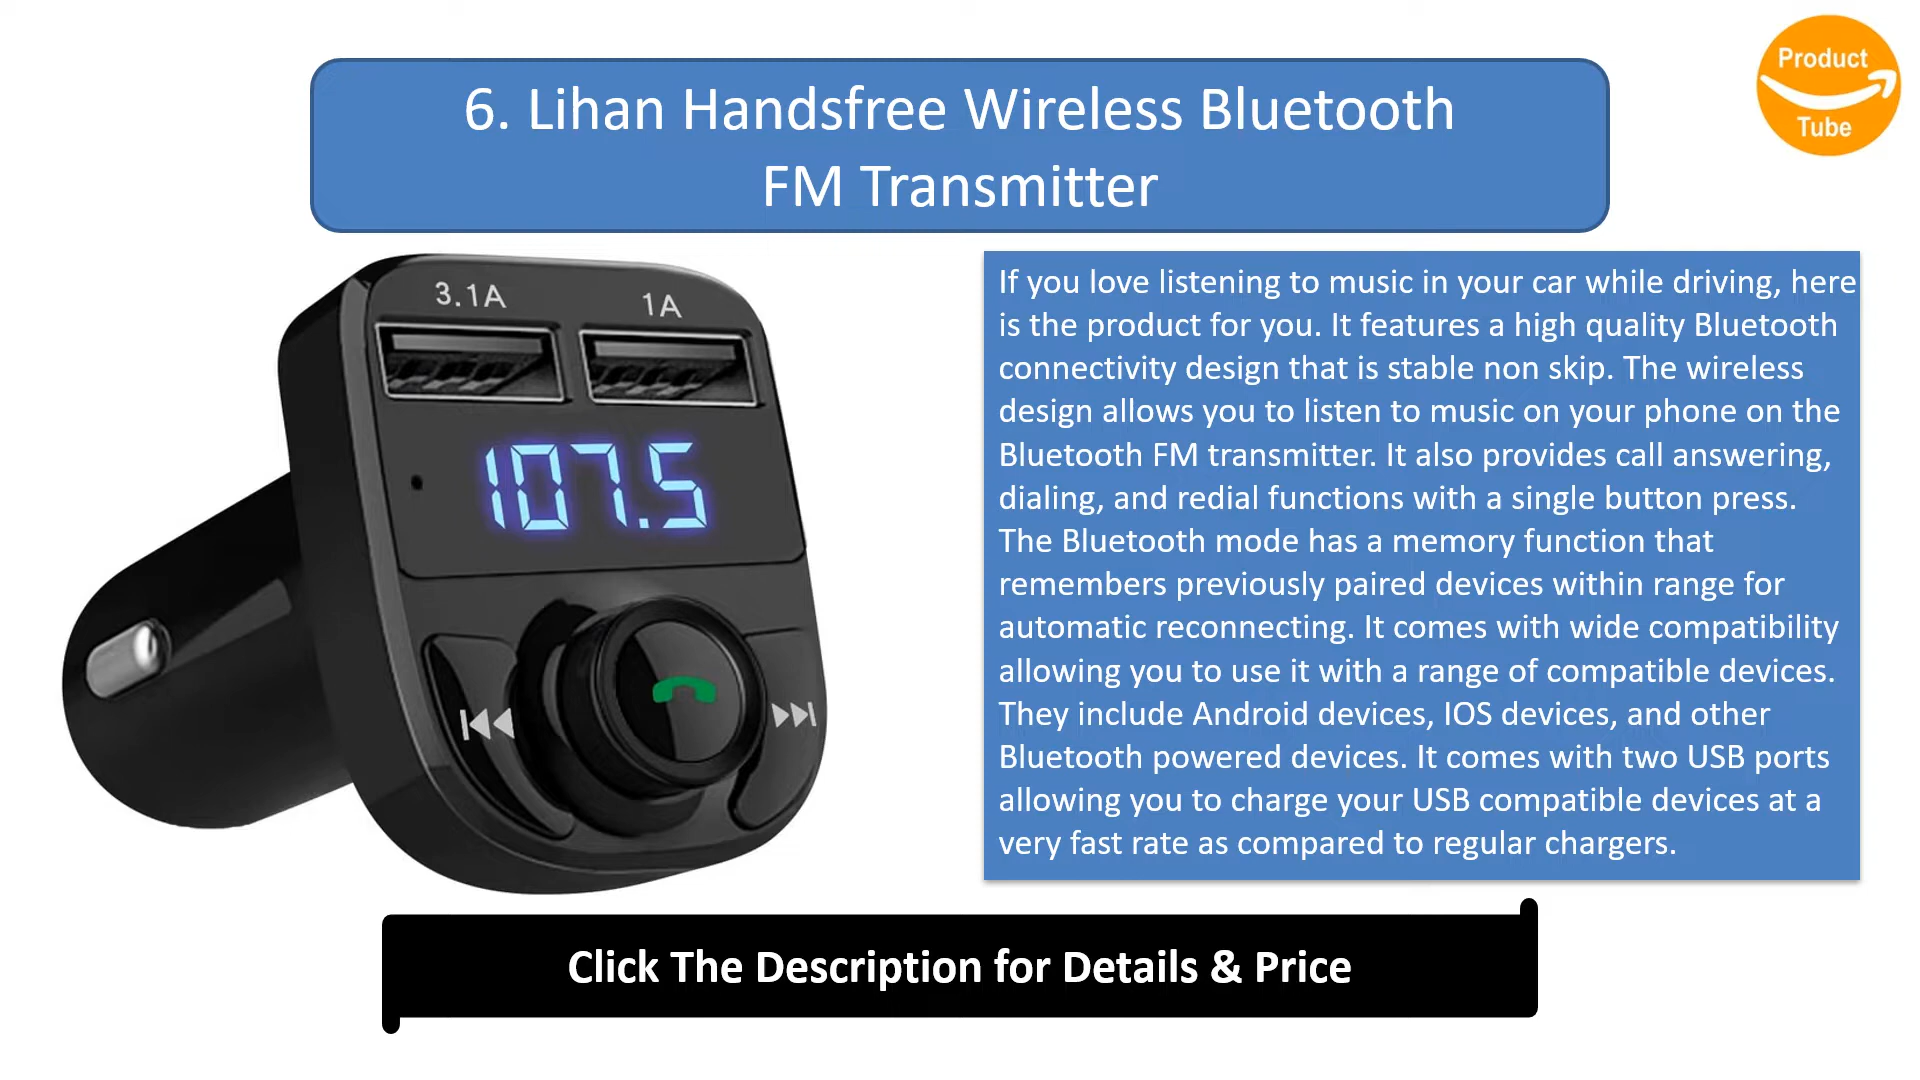 Product
Tube
6. Lihan Handsfree Wireless Bluetooth
FM Transmitter
3.1A
1A
107.5
If you love listening to music in your car while driving, here
is the product for you. It features a high quality Bluetooth
connectivity design that is stable non skip. The wireless
design allows you to listen to music on your phone on the
Bluetooth FM transmitter. It also provides call answering,
dialing, and redial functions with a single button press.
The Bluetooth mode has a memory function that
remembers previously paired devices within range for
automatic reconnecting. It comes with wide compatibility
allowing you to use it with a range of compatible devices.
They include Android devices, IOS devices, and other
Bluetooth powered devices. It comes with two USB ports
allowing you to charge your USB compatible devices at a
very fast rate as compared to regular chargers.
Click The Description for Details & Price